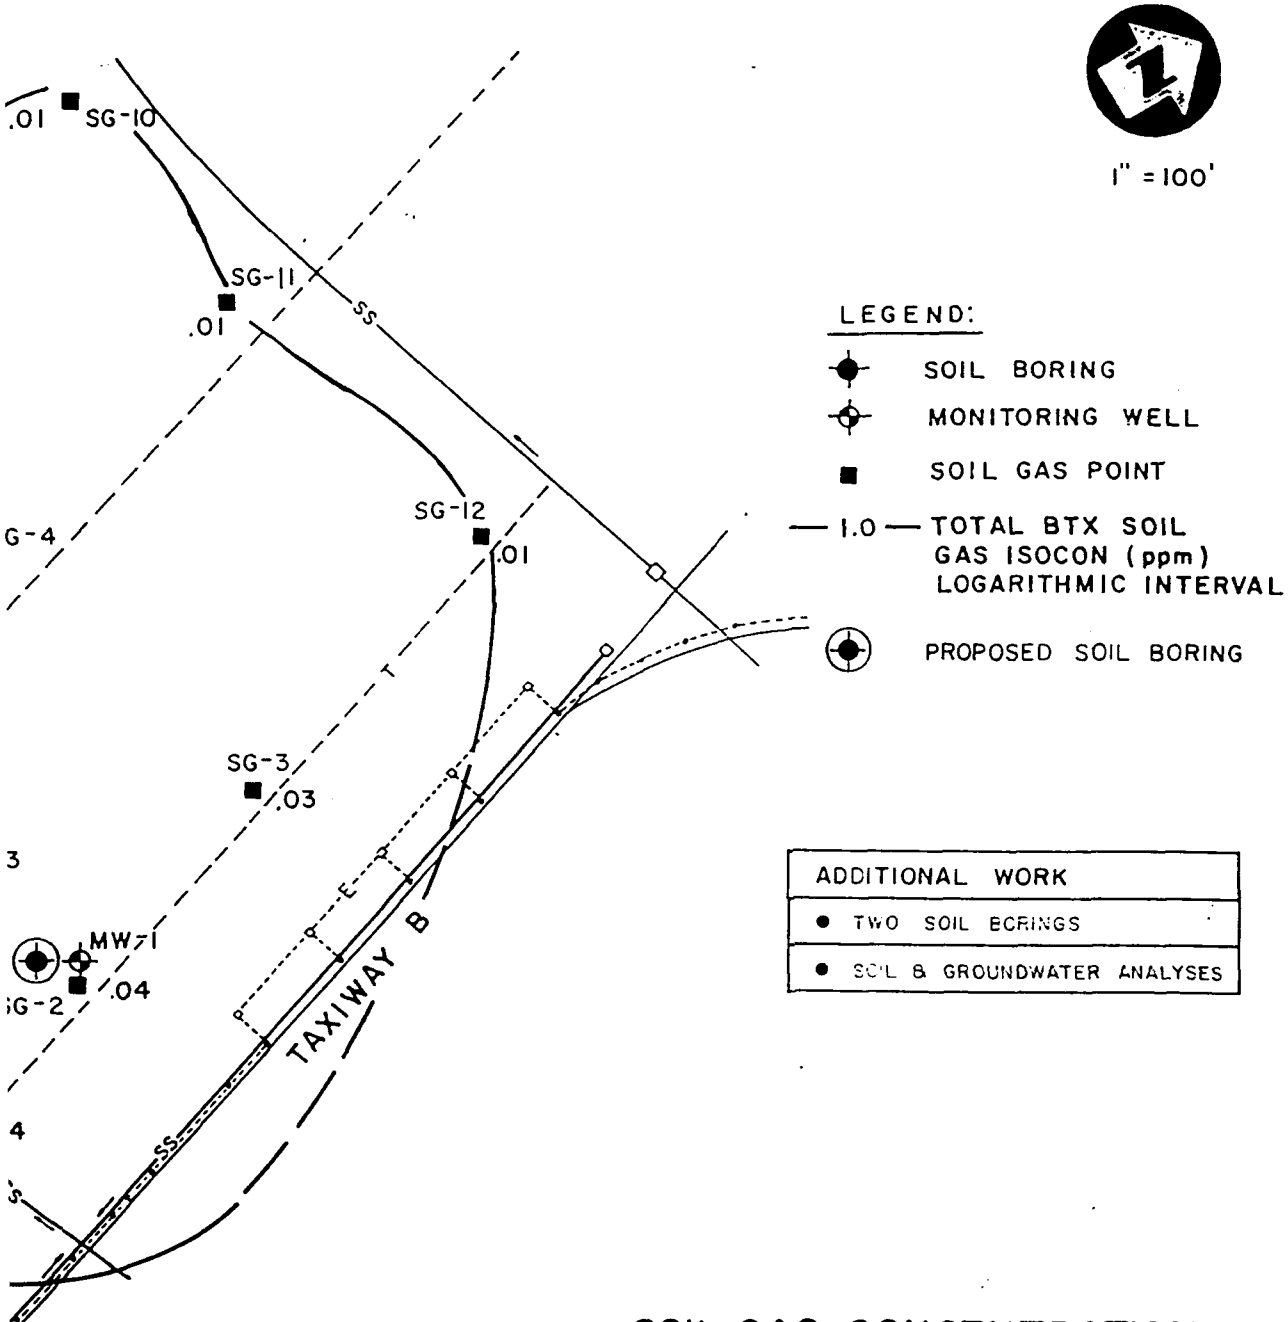 .01
SG-10
1" = 100'
SG-11
.01
SS
LEGEND:
SOIL BORING
MONITORING WELL
SOIL GAS POINT
1.0
TOTAL BTX SOIL
GAS ISOCON (ppm)
LOGARITHMIC INTERVAL
PROPOSED SOIL BORING
SG-12
.01
G-4
T
SG-3
.03
3
E
TAXIWAY B
MW-1
.04
G-2
ADDITIONAL WORK
• TWO SOIL BORINGS
• SOIL & GROUNDWATER ANALYSES
4
SS
S